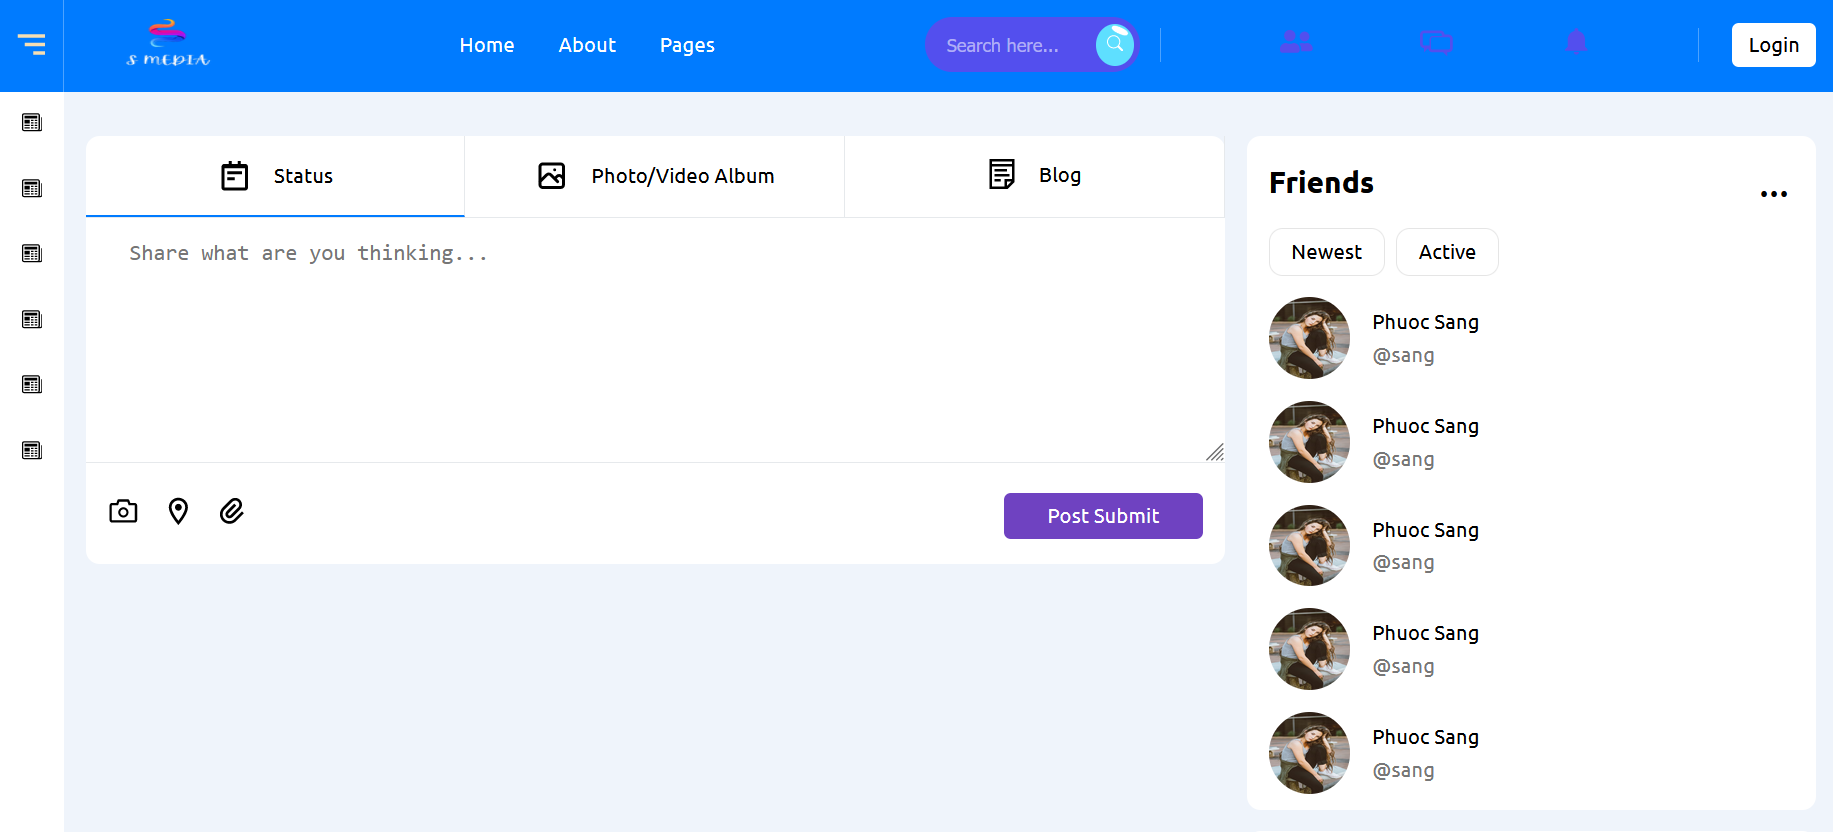 S MEDIA
Home About Pages
Search here...
Login
Status
Photo/Video Album
Blog
Share what are you thinking...
Post Submit
Friends
Newest
Active
Phuoc Sang
@sang
Phuoc Sang
@sang
Phuoc Sang
@sang
Phuoc Sang
@sang
Phuoc Sang
@sang